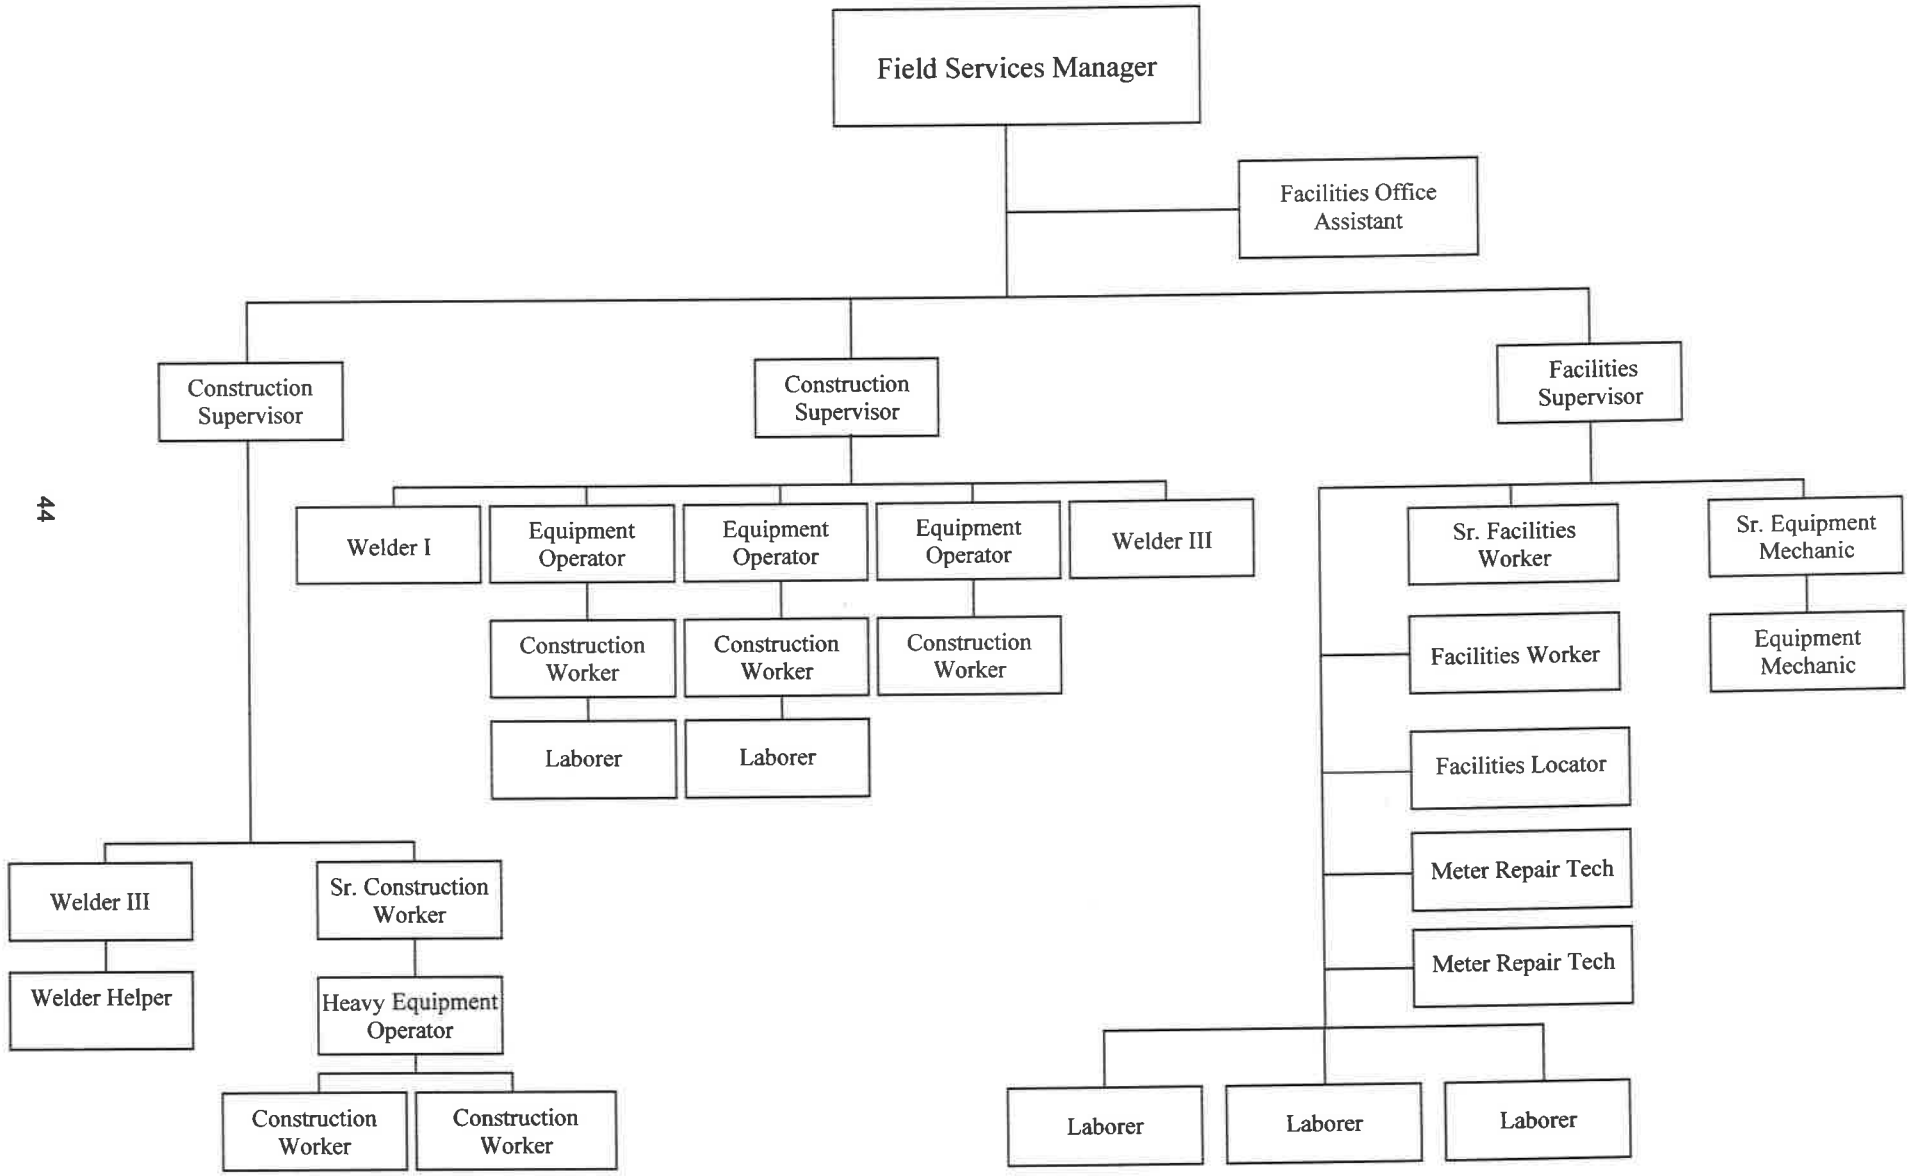 Field Services Manager
Facilities Office
Assistant
Construction
Supervisor
Construction
Supervisor
Facilities
Supervisor
44
Welder I
Equipment
Operator
Equipment
Operator
Equipment
Operator
Welder III
Sr. Facilities
Worker
Sr. Equipment
Mechanic
Construction
Worker
Construction
Worker
Construction
Worker
Facilities Worker
Equipment
Mechanic
Laborer
Laborer
Facilities Locator
Meter Repair Tech
Meter Repair Tech
Welder III
Sr. Construction
Worker
Welder Helper
Heavy Equipment
Operator
Construction
Worker
Construction
Worker
Laborer
Laborer
Laborer